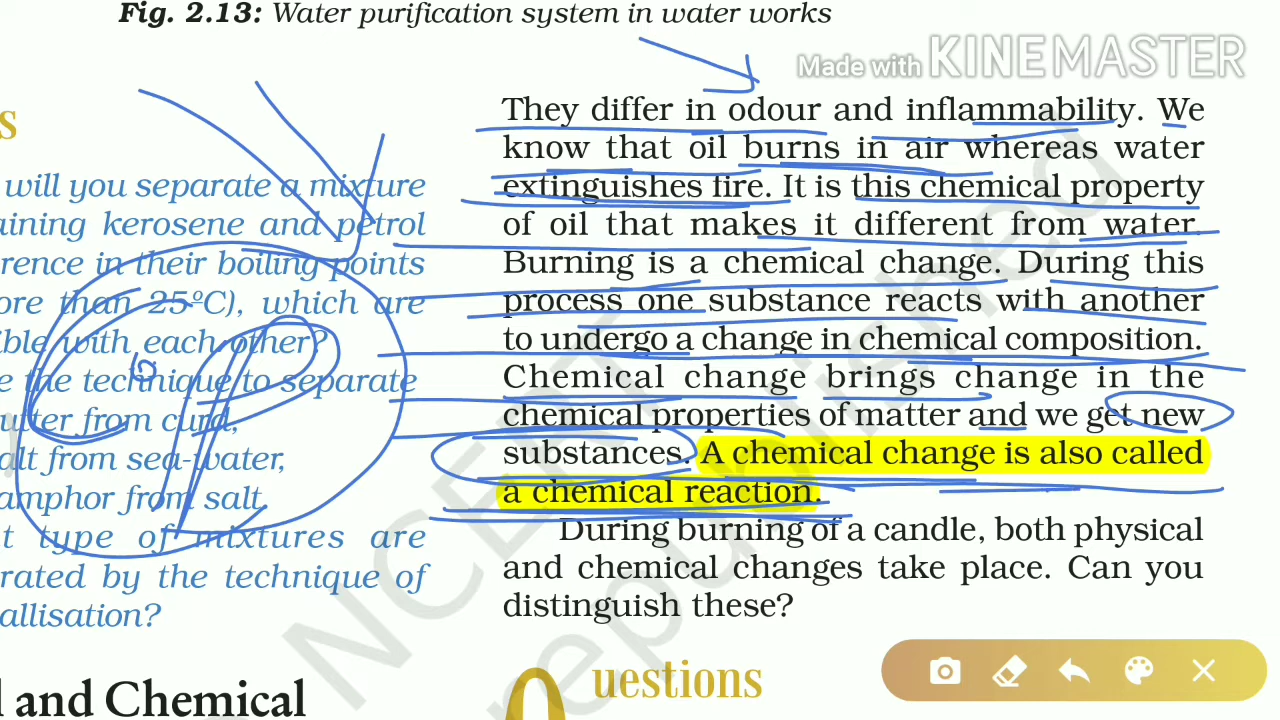 Fig. 2.13: Water purification system in water works
Made with KINEMASTER
s
will you separate a mixture
aining kerosene and petrol
rence in their boiling points
ore than 25ºC), which are
ible with each other?
e the technique to separate
utter from curd,
alt from sea-water,
amphor from salt.
t type of mixtures are
rated by the technique of
allisation?
l and Chemical
They differ in odour and inflammability. We
know that oil burns in air whereas water
extinguishes fire. It is this chemical property
of oil that makes it different from water.
Burning is a chemical change. During this
process one substance reacts with another
to undergo a change in chemical composition.
Chemical change brings change in the
chemical properties of matter and we get new
substances. A chemical change is also called
a chemical reaction.
During burning of a candle, both physical
and chemical changes take place. Can you
distinguish these?
Questions
NCERT
republished